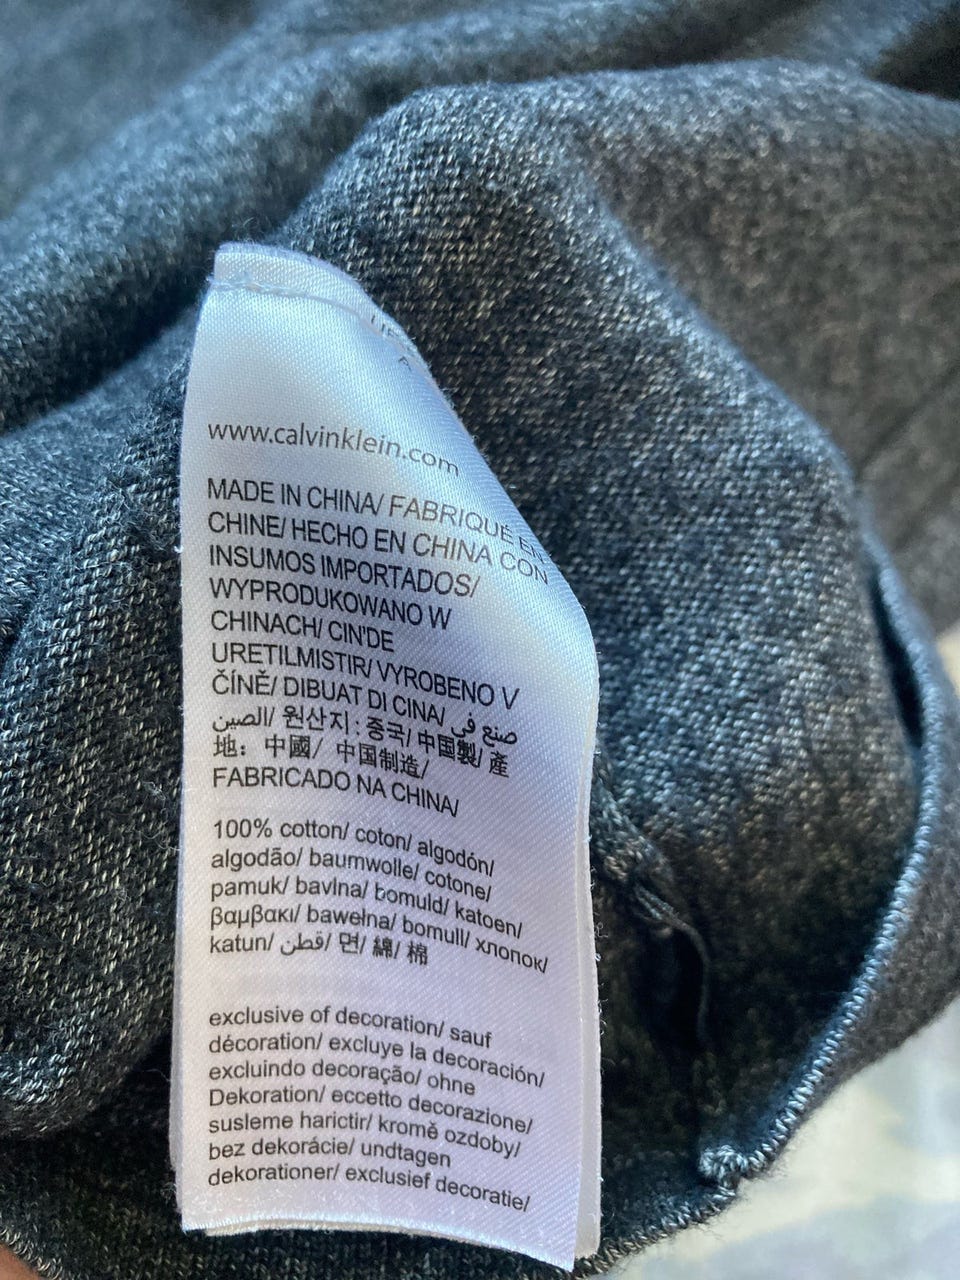 www.calvinklein.com
MADE IN CHINA/ FABRIQUÉ EN
CHINE/ HECHO EN CHINA CON
INSUMOS IMPORTADOS/
WYPRODUKOWANO W
CHINACH/ CIN'DE
URETILMISTIR/ VYROBENO V
ČÍNĚ/ DIBUAT DI CINA/ صنع في
الصين/ 원산지: 중국/ 中国製/ 產
地: 中國/ 中国制造/
FABRICADO NA CHINA/
100% cotton/ coton/ algodón/
algodão/ baumwolle/ cotone/
pamuk/ bavlna/ bomuld/ katoen/
βαμβακι/ bawełna/ bomull/ хлопок/
katun/ قطن/ 면/ 綿/ 棉
exclusive of decoration/ sauf
décoration/ excluye la decoración/
excluindo decoração/ ohne
Dekoration/ eccetto decorazione/
susleme harictir/ kromě ozdoby/
bez dekorácie/ undtagen
dekorationer/ exclusief decoratie/